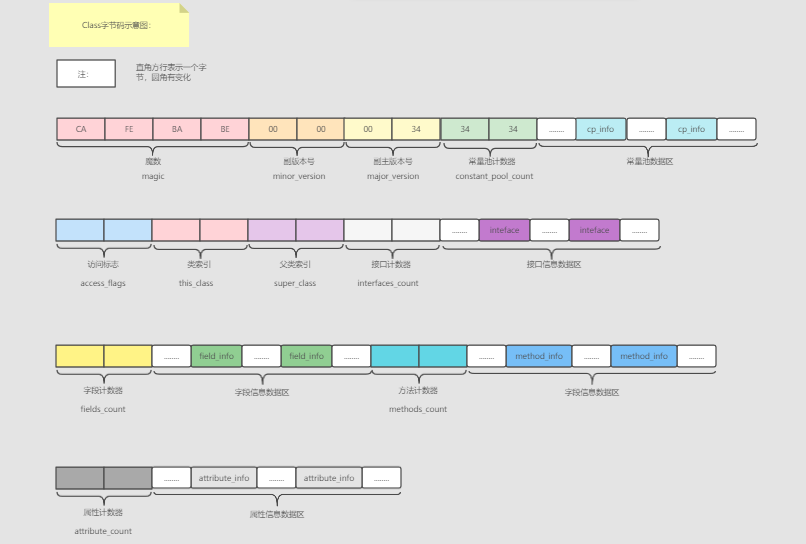 Class字节码示意图:
注:
直角方行表示一个字
节，圆角有变化
CA FE BA BE 00 00 00 34 34 34 ........ cp_info ........ cp_info ........
魔数 副版本号 副主版本号 常量池计数器 常量池数据区
magic minor_version major_version constant_pool_count
........ inteface ........ inteface ........
访问标志 类索引 父类索引 接口计数器 接口信息数据区
access_flags this_class super_class interfaces_count
........ field_info ........ field_info ........ ........ method_info ........ method_info ........
字段计数器 字段信息数据区 方法计数器 字段信息数据区
fields_count methods_count
........ attribute_info ........ attribute_info ........
属性计数器 属性信息数据区
attribute_count